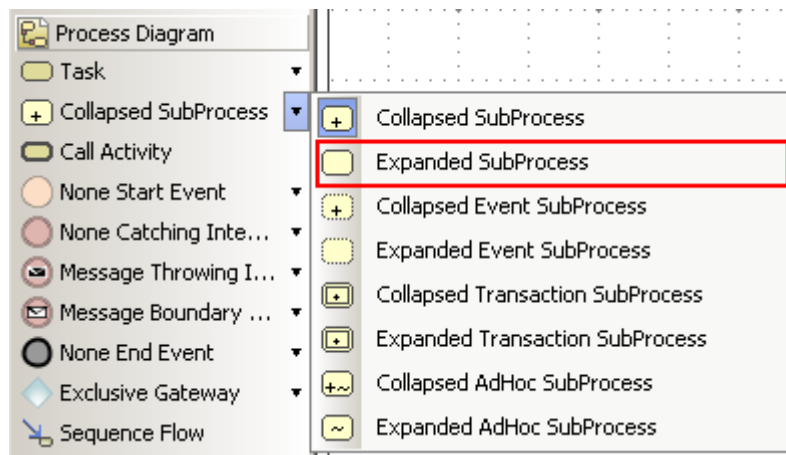 Process Diagram
Task
Collapsed SubProcess
Call Activity
None Start Event
None Catching Inte...
Message Throwing I...
Message Boundary ...
None End Event
Exclusive Gateway
Sequence Flow
Collapsed SubProcess
Expanded SubProcess
Collapsed Event SubProcess
Expanded Event SubProcess
Collapsed Transaction SubProcess
Expanded Transaction SubProcess
Collapsed AdHoc SubProcess
Expanded AdHoc SubProcess